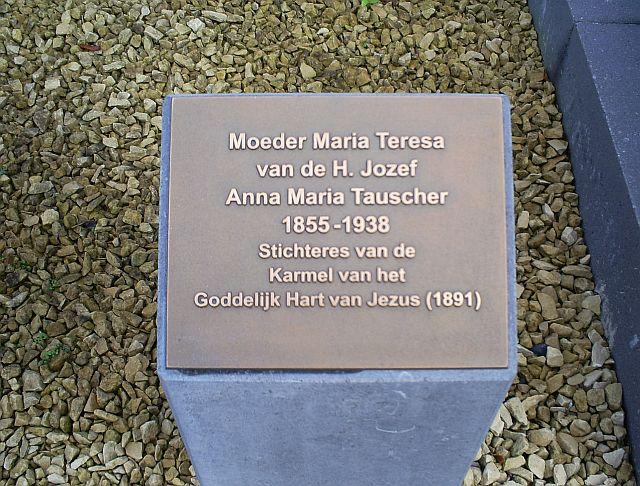 Moeder Maria Teresa
van de H. Jozef
Anna Maria Tauscher
1855-1938
Stichteres van de
Karmel van het
Goddelijk Hart van Jezus (1891)